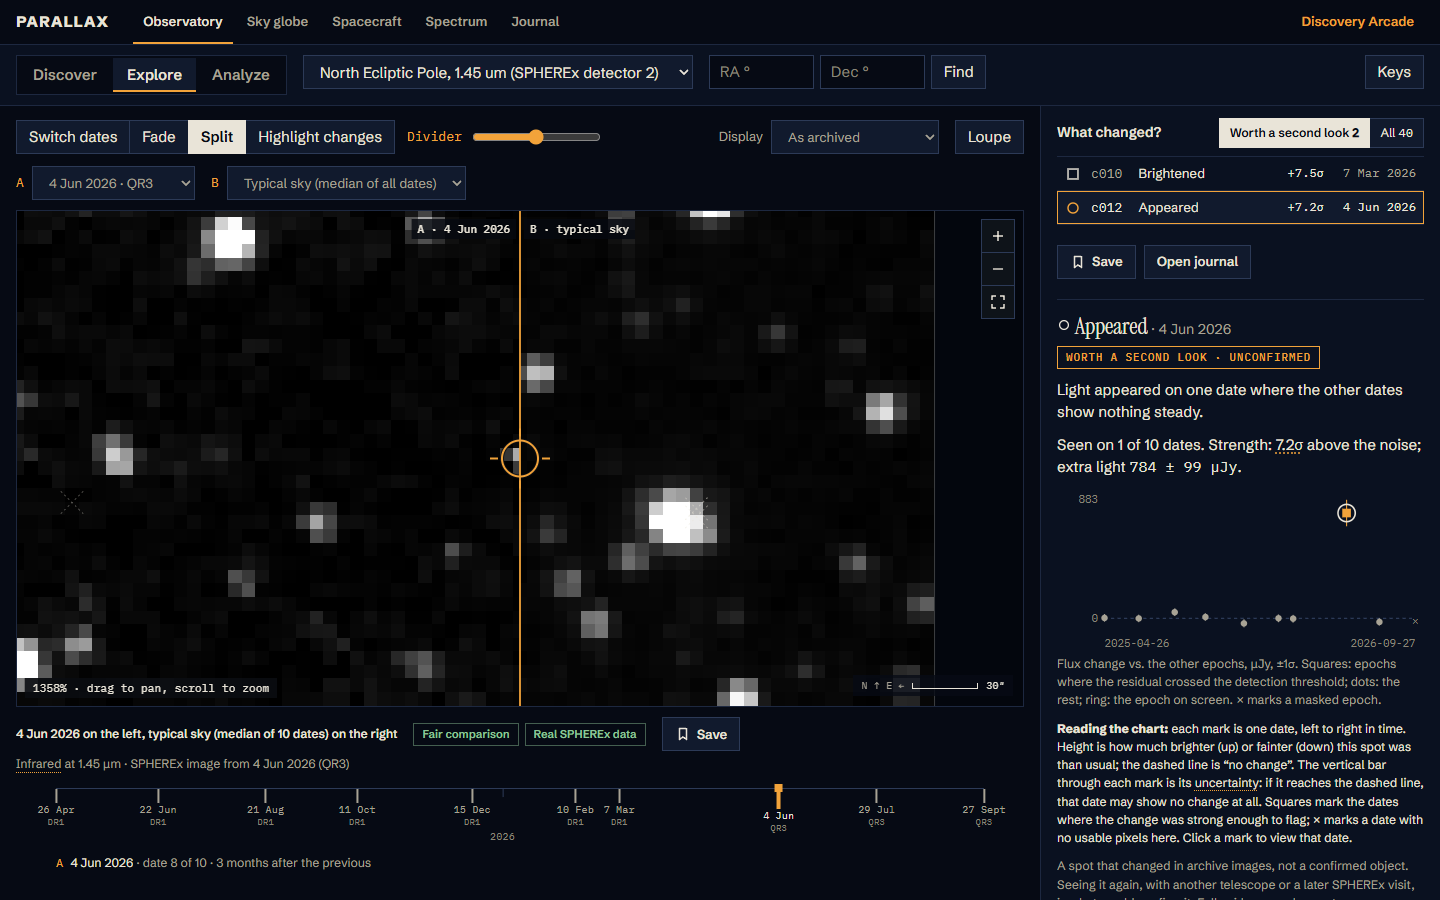 PARALLAX Observatory Sky globe Spacecraft Spectrum Journal Discovery Arcade
Discover Explore Analyze North Ecliptic Pole, 1.45 um (SPHEREx detector 2) RA ° Dec ° Find Keys
Switch dates Fade Split Highlight changes Divider Display As archived Loupe
A 4 Jun 2026 · QR3 B Typical sky (median of all dates)
A · 4 Jun 2026 B · typical sky
+
−
1358% · drag to pan, scroll to zoom N ↑ E ← 30"
4 Jun 2026 on the left, typical sky (median of 10 dates) on the right Fair comparison Real SPHEREx data Save
Infrared at 1.45 µm · SPHEREx image from 4 Jun 2026 (QR3)
26 Apr 22 Jun 21 Aug 11 Oct 15 Dec 10 Feb 7 Mar 4 Jun 29 Jul 27 Sept
DR1 DR1 DR1 DR1 DR1 DR1 DR1 QR3 QR3 QR3
2026
A 4 Jun 2026 · date 8 of 10 · 3 months after the previous
What changed? Worth a second look 2 All 40
c010 Brightened +7.5σ 7 Mar 2026
c012 Appeared +7.2σ 4 Jun 2026
Save Open journal
Appeared · 4 Jun 2026
WORTH A SECOND LOOK · UNCONFIRMED
Light appeared on one date where the other dates
show nothing steady.
Seen on 1 of 10 dates. Strength: 7.2σ above the noise;
extra light 784 ± 99 µJy.
883
0
2025-04-26 2026-09-27
Flux change vs. the other epochs, µJy, ±1σ. Squares: epochs
where the residual crossed the detection threshold; dots: the
rest; ring: the epoch on screen. × marks a masked epoch.
Reading the chart: each mark is one date, left to right in time.
Height is how much brighter (up) or fainter (down) this spot was
than usual; the dashed line is “no change”. The vertical bar
through each mark is its uncertainty: if it reaches the dashed line,
that date may show no change at all. Squares mark the dates
where the change was strong enough to flag; × marks a date with
no usable pixels here. Click a mark to view that date.
A spot that changed in archive images, not a confirmed object.
Seeing it again, with another telescope or a later SPHEREx visit,